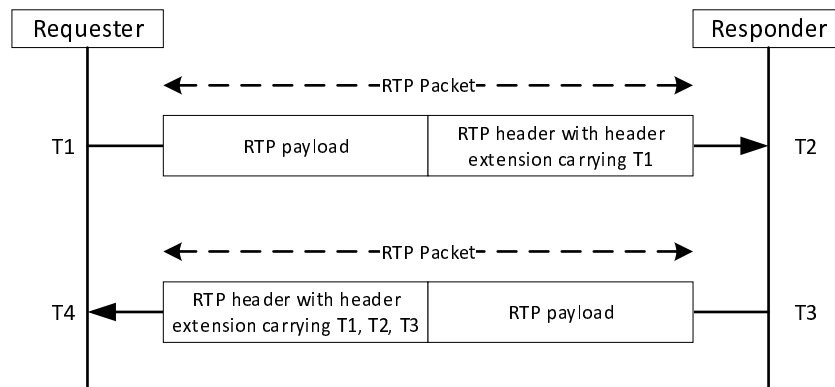 Requester
Responder
RTP Packet
T1
RTP payload
RTP header with header
extension carrying T1
T2
RTP Packet
T4
RTP header with header
extension carrying T1, T2, T3
RTP payload
T3